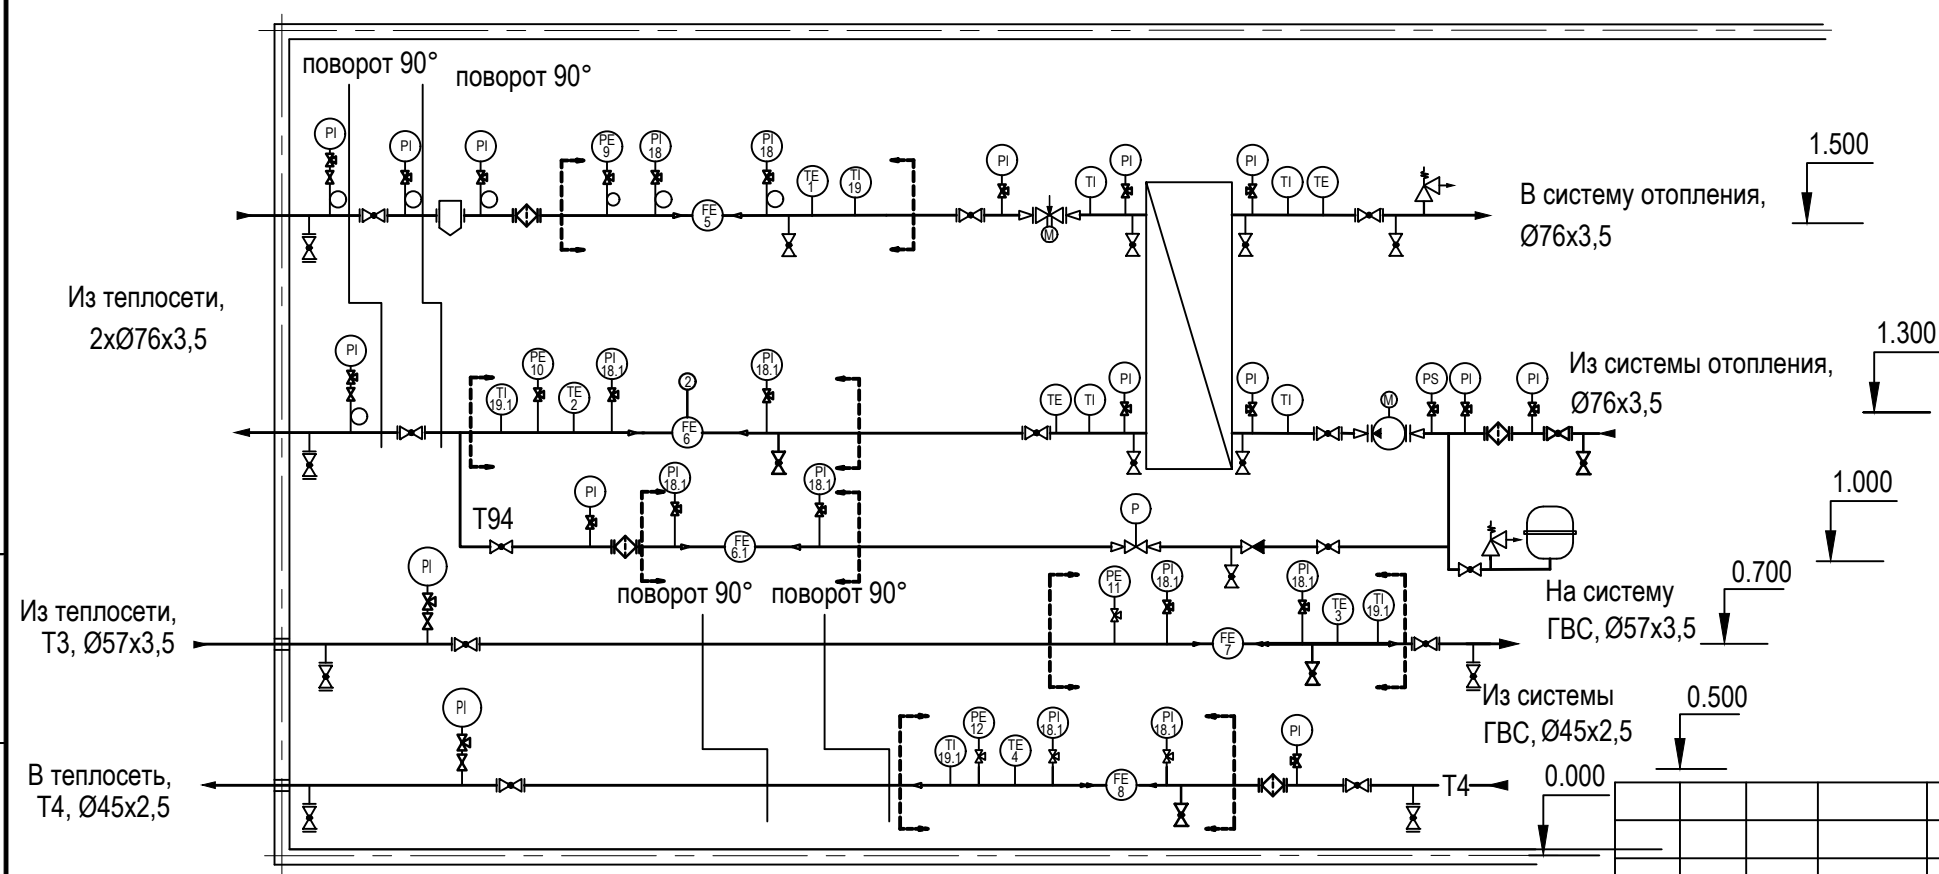 поворот 90°
поворот 90°
1.500
PI
PI
PI
PE
9
PI
18
PI
18
TE
1
TI
19
FE
5
PI
M
TI
PI
PI
TI
TE
В систему отопления,
Ø76x3,5
Из теплосети,
2xØ76x3,5
1.300
PI
TI
19.1
PE
10
TE
2
PI
18.1
2
FE
6
PI
18.1
TE
TI
PI
PI
TI
M
PS
PI
PI
Из системы отопления,
Ø76x3,5
1.000
T94
PI
PI
18.1
FE
6.1
PI
18.1
P
поворот 90°
поворот 90°
0.700
Из теплосети,
Т3, Ø57x3,5
PI
PE
11
PI
18.1
FE
7
PI
18.1
TE
3
TI
19.1
На систему
ГВС, Ø57x3,5
0.500
В теплосеть,
Т4, Ø45x2,5
PI
TI
19.1
PE
12
TE
4
PI
18.1
FE
8
PI
18.1
PI
T4
Из системы
ГВС, Ø45x2,5
0.000